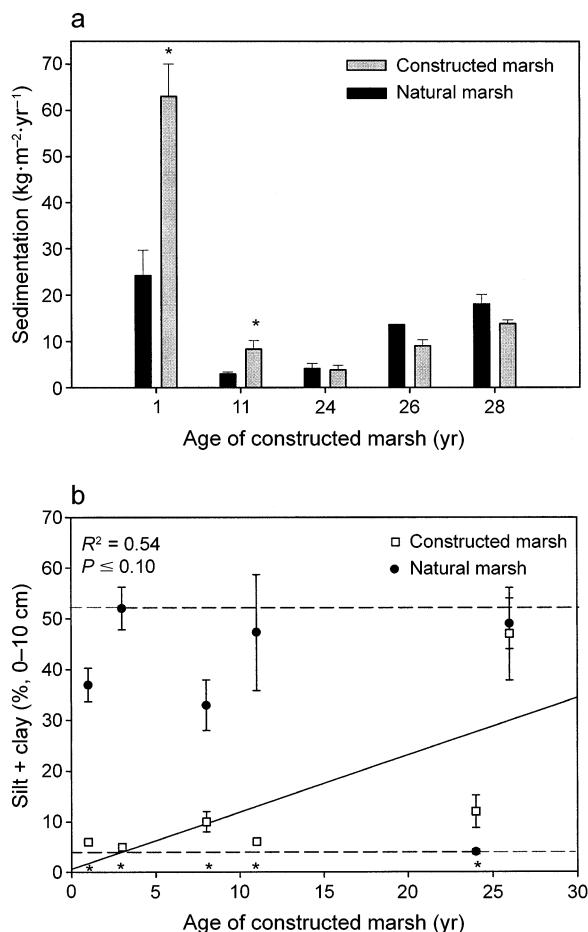 a
Sedimentation (kg·m⁻²·yr⁻¹)
70
60
50
40
30
20
10
0
*
*
Constructed marsh
Natural marsh
1 11 24 26 28
Age of constructed marsh (yr)
b
Silt + clay (%, 0–10 cm)
70
60
50
40
30
20
10
0
R² = 0.54
P ≤ 0.10
Constructed marsh
Natural marsh
* * * * *
0 5 10 15 20 25 30
Age of constructed marsh (yr)